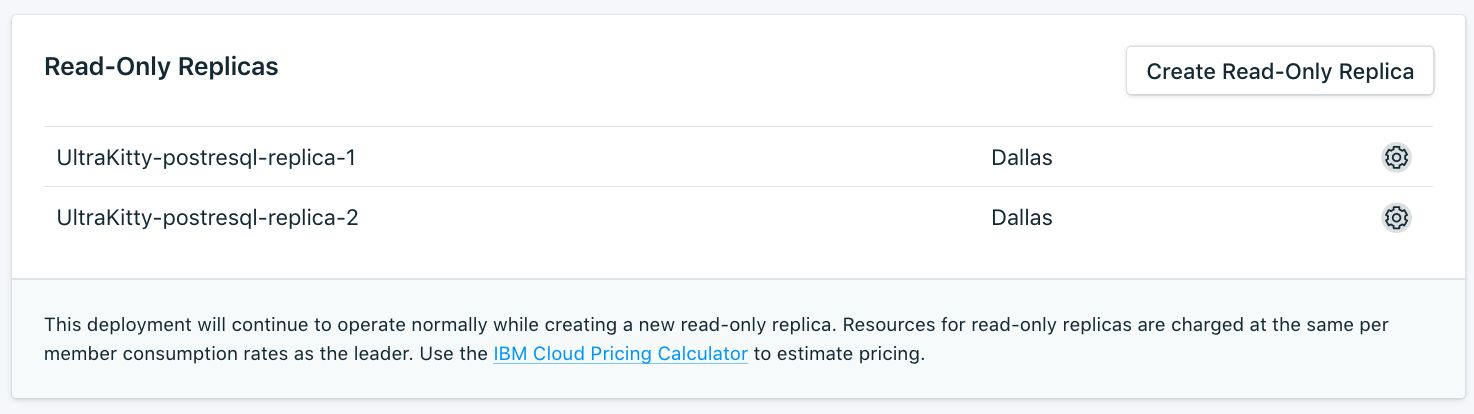 Read-Only Replicas
Create Read-Only Replica
UltraKitty-postresql-replica-1 Dallas
UltraKitty-postresql-replica-2 Dallas
This deployment will continue to operate normally while creating a new read-only replica. Resources for read-only replicas are charged at the same per
member consumption rates as the leader. Use the IBM Cloud Pricing Calculator to estimate pricing.